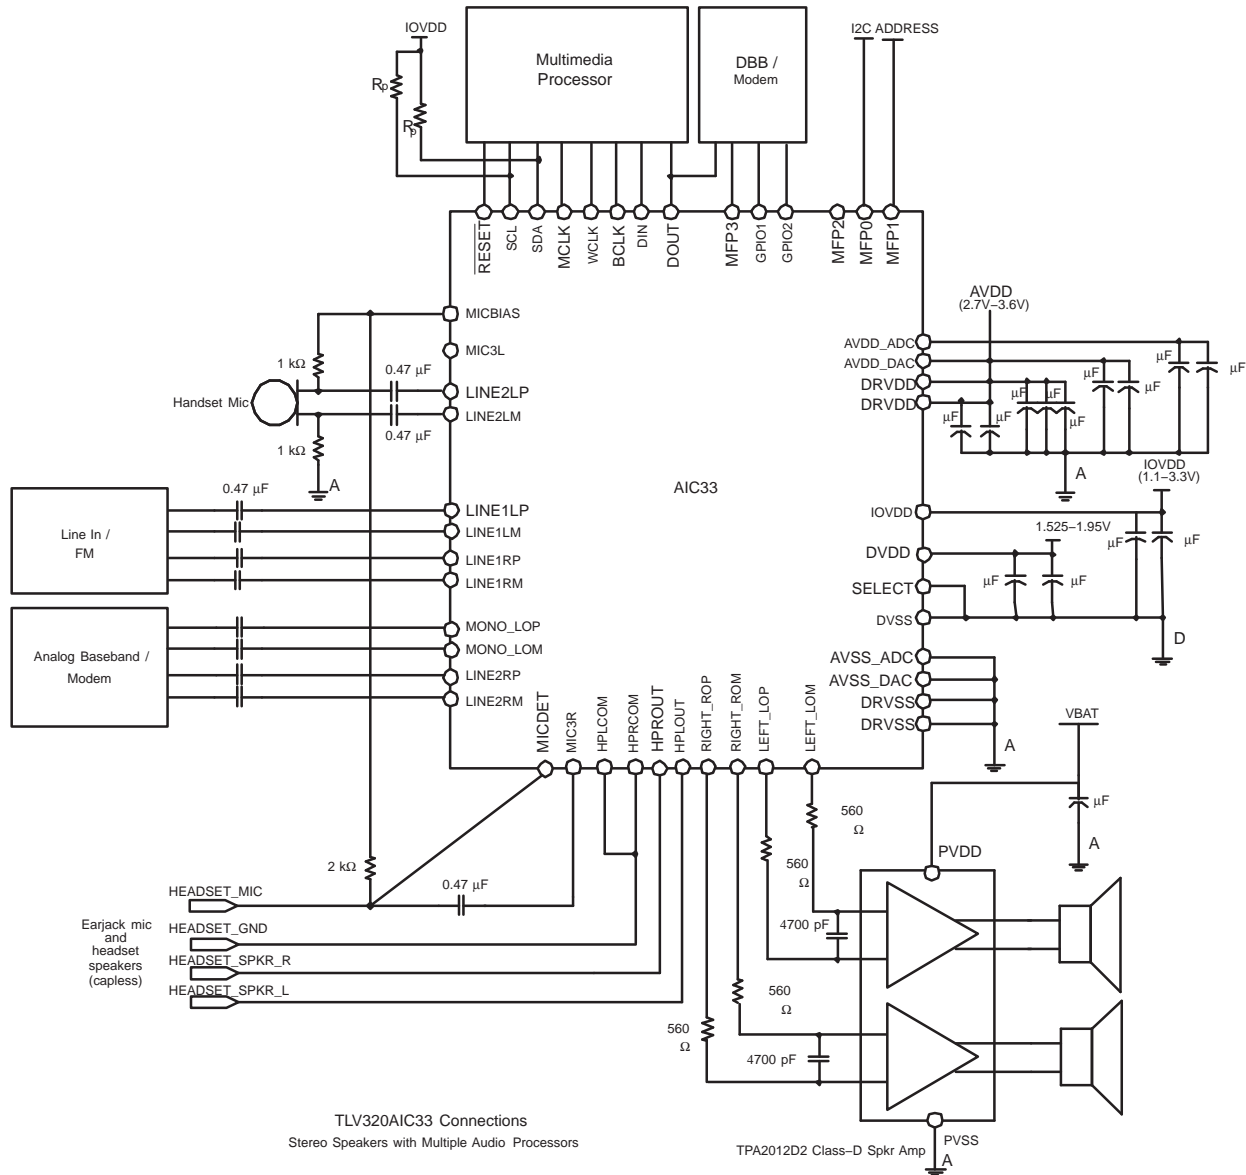 IOVDD
I2C ADDRESS
Multimedia
Processor
DBB /
Modem
Rp
Rp
RESET
SCL
SDA
MCLK
WCLK
BCLK
DIN
DOUT
MFP3
GPIO1
GPIO2
MFP2
MFP0
MFP1
AVDD
(2.7V−3.6V)
MICBIAS
MIC3L
LINE2LP
LINE2LM
1 kΩ
0.47 μF
Handset Mic
0.47 μF
1 kΩ
A
AVDD_ADC
AVDD_DAC
DRVDD
DRVDD
μF
μF
μF
μF
μF
μF
μF
μF
μF
A
AIC33
IOVDD
(1.1−3.3V)
0.47 μF
Line In /
FM
LINE1LP
LINE1LM
LINE1RP
LINE1RM
IOVDD
1.525−1.95V
DVDD
μF
μF
SELECT
μF
μF
DVSS
D
Analog Baseband /
Modem
MONO_LOP
MONO_LOM
LINE2RP
LINE2RM
AVSS_ADC
AVSS_DAC
DRVSS
DRVSS
A
VBAT
MICDET
MIC3R
HPLCOM
HPRCOM
HPROUT
HPLOUT
RIGHT_ROP
RIGHT_ROM
LEFT_LOP
LEFT_LOM
μF
A
560
Ω
560
Ω
PVDD
2 kΩ
0.47 μF
HEADSET_MIC
HEADSET_GND
HEADSET_SPKR_R
HEADSET_SPKR_L
Earjack mic
and
headset
speakers
(capless)
4700 pF
560
Ω
560
Ω
4700 pF
TLV320AIC33 Connections
Stereo Speakers with Multiple Audio Processors
TPA2012D2 Class−D Spkr Amp
PVSS
A